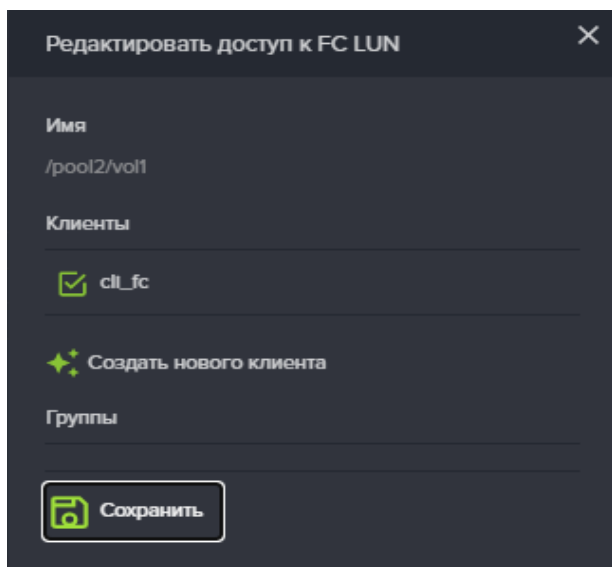 Редактировать доступ к FC LUN
Имя
/pool2/vol1
Клиенты
cli_fc
Создать нового клиента
Группы
Сохранить